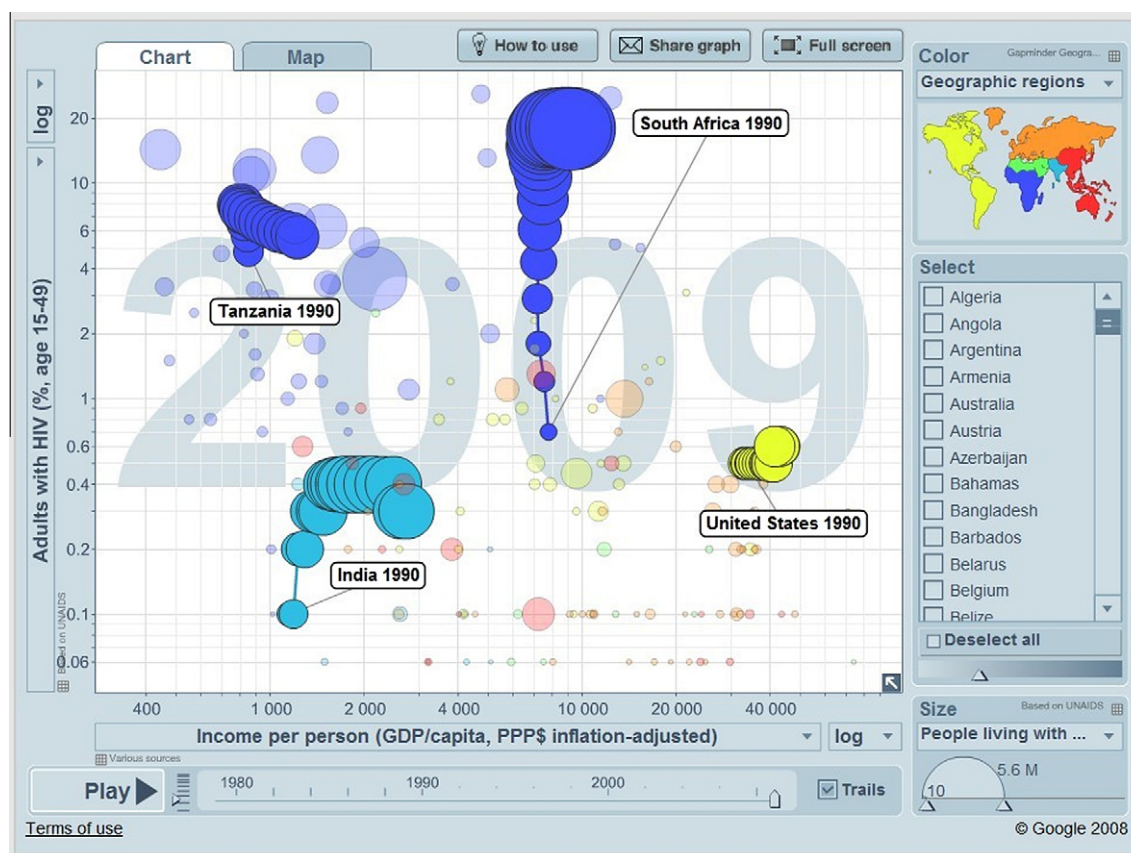 Chart
Map
How to use
Share graph
Full screen
Color
Gapminder Geogra...
Geographic regions
log
Adults with HIV (%, age 15-49)
20
10
6
4
2
1
0.6
0.4
0.2
0.1
0.06
2009
South Africa 1990
Tanzania 1990
United States 1990
India 1990
Based on UNAIDS
400
1 000
2 000
4 000
10 000
20 000
40 000
Income per person (GDP/capita, PPP$ inflation-adjusted)
log
Various sources
Select
Algeria
Angola
Argentina
Armenia
Australia
Austria
Azerbaijan
Bahamas
Bangladesh
Barbados
Belarus
Belgium
Belize
Deselect all
Size
Based on UNAIDS
People living with ...
5.6 M
10
Play
1980
1990
2000
Trails
Terms of use
© Google 2008